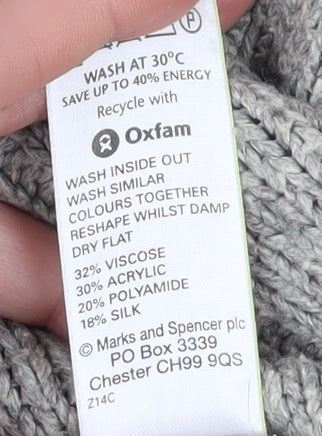 WASH AT 30°C
SAVE UP TO 40% ENERGY
Recycle with
Oxfam
WASH INSIDE OUT
WASH SIMILAR
COLOURS TOGETHER
RESHAPE WHILST DAMP
DRY FLAT
32% VISCOSE
30% ACRYLIC
20% POLYAMIDE
18% SILK
© Marks and Spencer plc
PO Box 3339
Chester CH99 9QS
Z14C